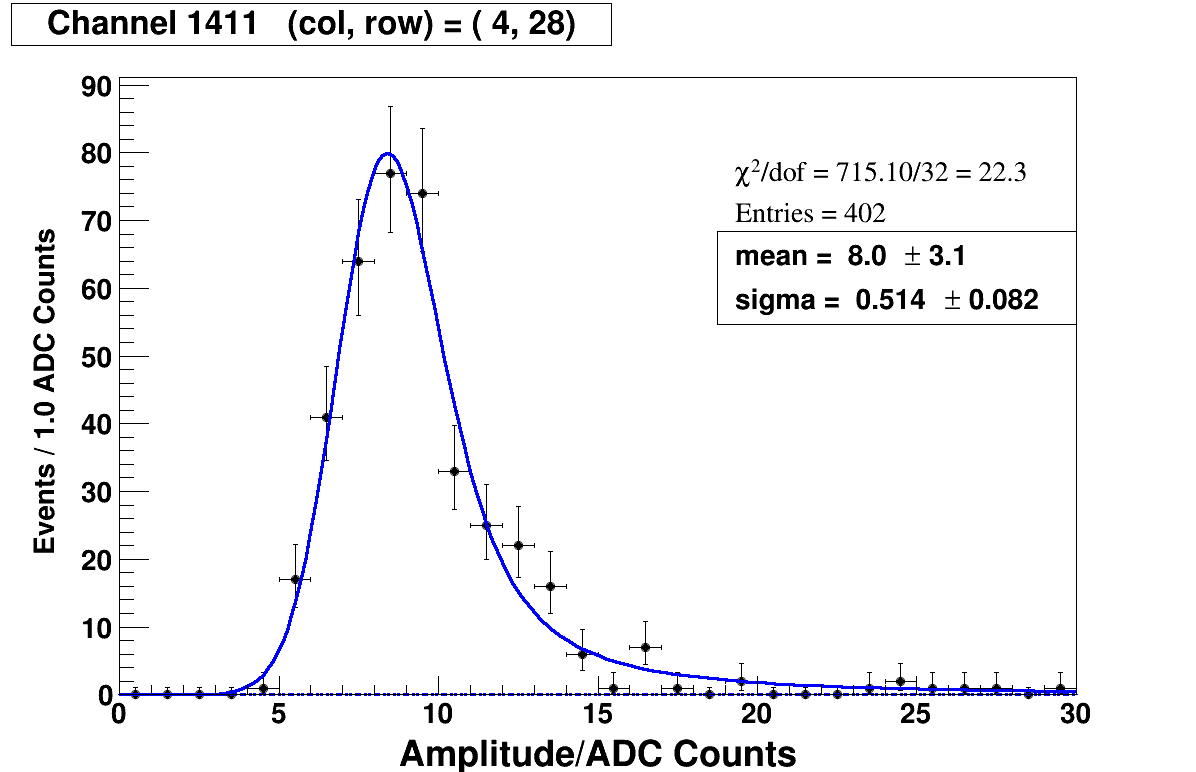 Channel 1411 (col, row) = ( 4, 28)
90
80
70
60
50
40
30
20
10
0
Events / 1.0 ADC Counts
χ²/dof = 715.10/32 = 22.3
Entries = 402
mean = 8.0 ± 3.1
sigma = 0.514 ± 0.082
0 5 10 15 20 25 30
Amplitude/ADC Counts